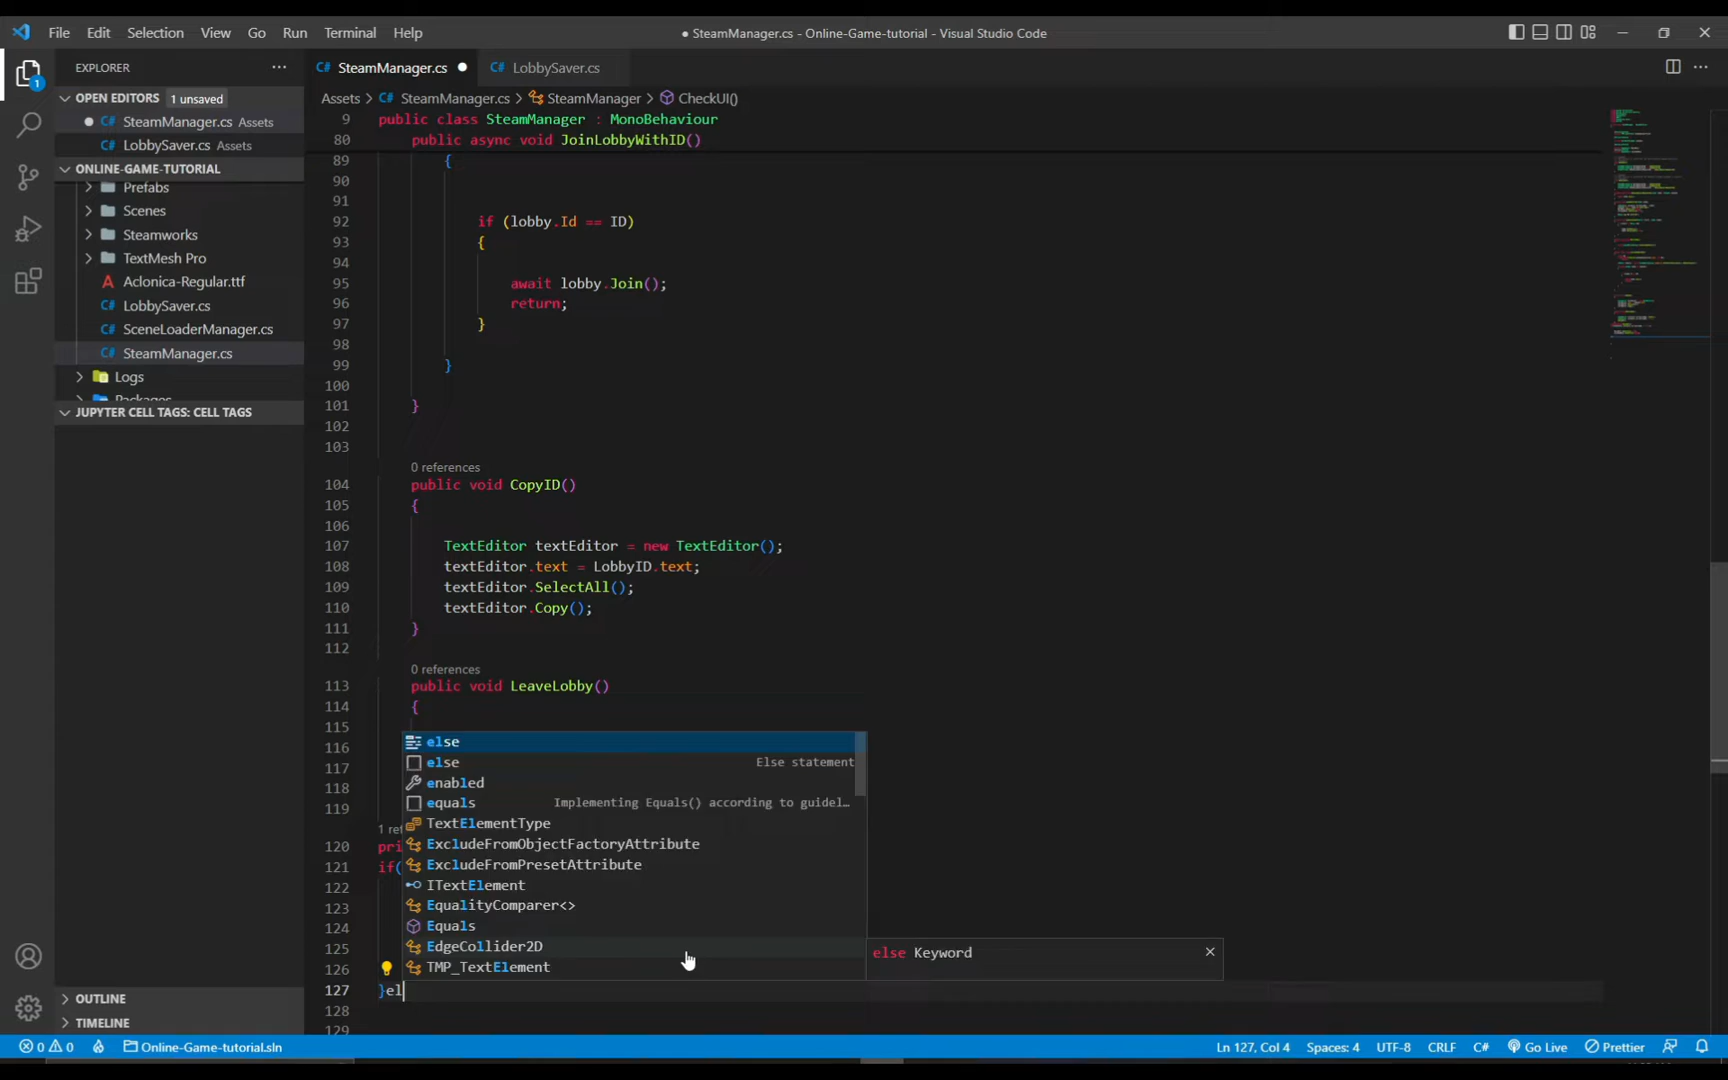 File Edit Selection View Go Run Terminal Help
● SteamManager.cs - Online-Game-tutorial - Visual Studio Code
EXPLORER
SteamManager.cs
LobbySaver.cs
OPEN EDITORS 1 unsaved
SteamManager.cs Assets
LobbySaver.cs Assets
ONLINE-GAME-TUTORIAL
Prefabs
Scenes
Steamworks
TextMesh Pro
Aclonica-Regular.ttf
LobbySaver.cs
SceneLoaderManager.cs
SteamManager.cs
Logs
Packages
JUPYTER CELL TAGS: CELL TAGS
OUTLINE
TIMELINE
1
Assets > SteamManager.cs > SteamManager > CheckUI()
9 public class SteamManager : MonoBehaviour
80 public async void JoinLobbyWithID()
89 {
90
91
92 if (lobby.Id == ID)
93 {
94
95 await lobby.Join();
96 return;
97 }
98
99 }
100
101 }
102
103
0 references
104 public void CopyID()
105 {
106
107 TextEditor textEditor = new TextEditor();
108 textEditor.text = LobbyID.text;
109 textEditor.SelectAll();
110 textEditor.Copy();
111 }
112
0 references
113 public void LeaveLobby()
114 {
115
116
117
118
119
1 ref
120 pri
121 if(
122
123
124
125
126
127 }el
128
129
else
else Else statement
enabled
equals Implementing Equals() according to guidel…
TextElementType
ExcludeFromObjectFactoryAttribute
ExcludeFromPresetAttribute
ITextElement
EqualityComparer<>
Equals
EdgeCollider2D
TMP_TextElement
else Keyword
0 0 Online-Game-tutorial.sln
Ln 127, Col 4 Spaces: 4 UTF-8 CRLF C# Go Live Prettier